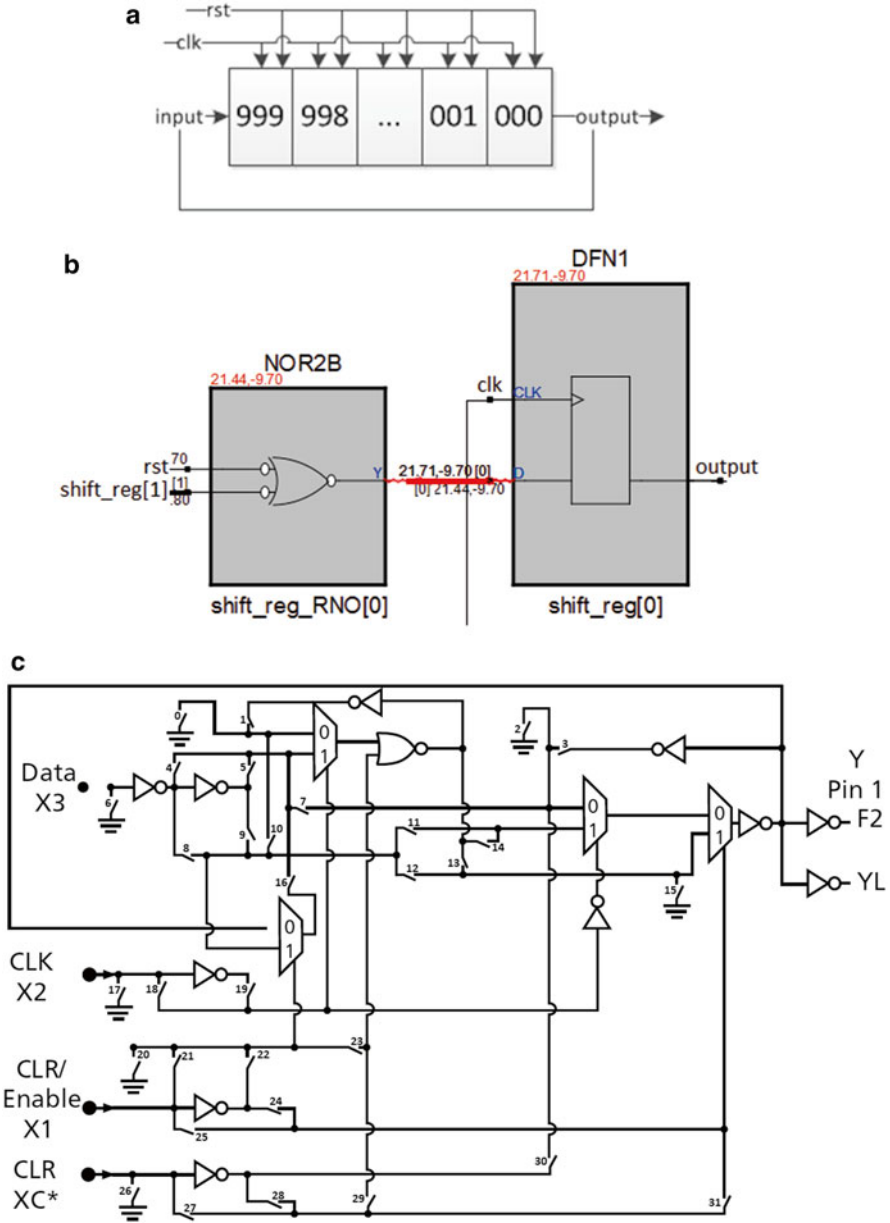 a
rst
clk
input
999 998 ... 001 000
output
b
DFN1
21.71,-9.70
NOR2B
21.44,-9.70
clk
CLK
rst
70
shift_reg[1]
[1]
.80
Y
21.71,-9.70 [0]
[0] 21.44,-9.70
D
output
shift_reg_RNO[0]
shift_reg[0]
c
0
1
0
1
2
3
Data
X3
4
5
6
7
0
1
0
1
Y
Pin 1
F2
8
9
10
11
12
13
14
15
YL
16
0
1
CLK
X2
17
18
19
20
21
22
23
CLR/
Enable
X1
24
25
CLR
XC*
26
27
28
29
30
31